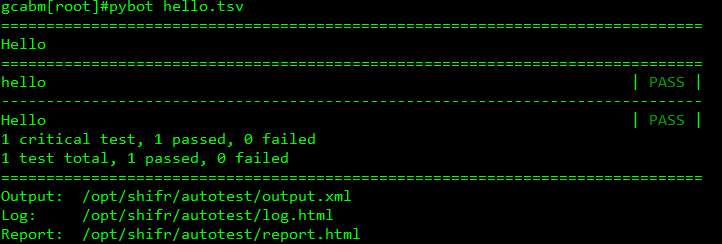 gcabm[root]#pybot hello.tsv
==============================================================================
Hello
==============================================================================
hello                                                                 | PASS |
------------------------------------------------------------------------------
Hello                                                                 | PASS |
1 critical test, 1 passed, 0 failed
1 test total, 1 passed, 0 failed
==============================================================================
Output:  /opt/shifr/autotest/output.xml
Log:     /opt/shifr/autotest/log.html
Report:  /opt/shifr/autotest/report.html